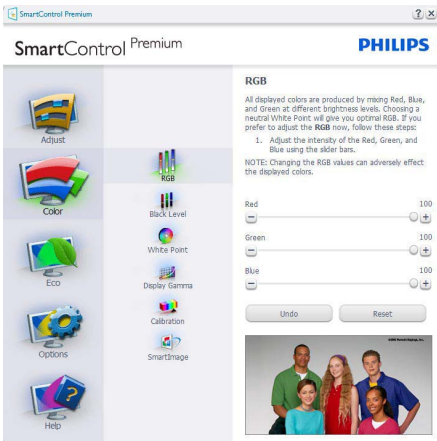 SmartControl Premium
SmartControl Premium
PHILIPS
Adjust
Color
Eco
Options
Help
RGB
Black Level
White Point
Display Gamma
Calibration
SmartImage
RGB
All displayed colors are produced by mixing Red, Blue,
and Green at different brightness levels. Choosing a
neutral White Point will give you optimal RGB. If you
prefer to adjust the RGB now, follow these steps:
1. Adjust the intensity of the Red, Green, and
Blue using the slider bars.
NOTE: Changing the RGB values can adversely effect
the displayed colors.
Red 100
Green 100
Blue 100
Undo Reset